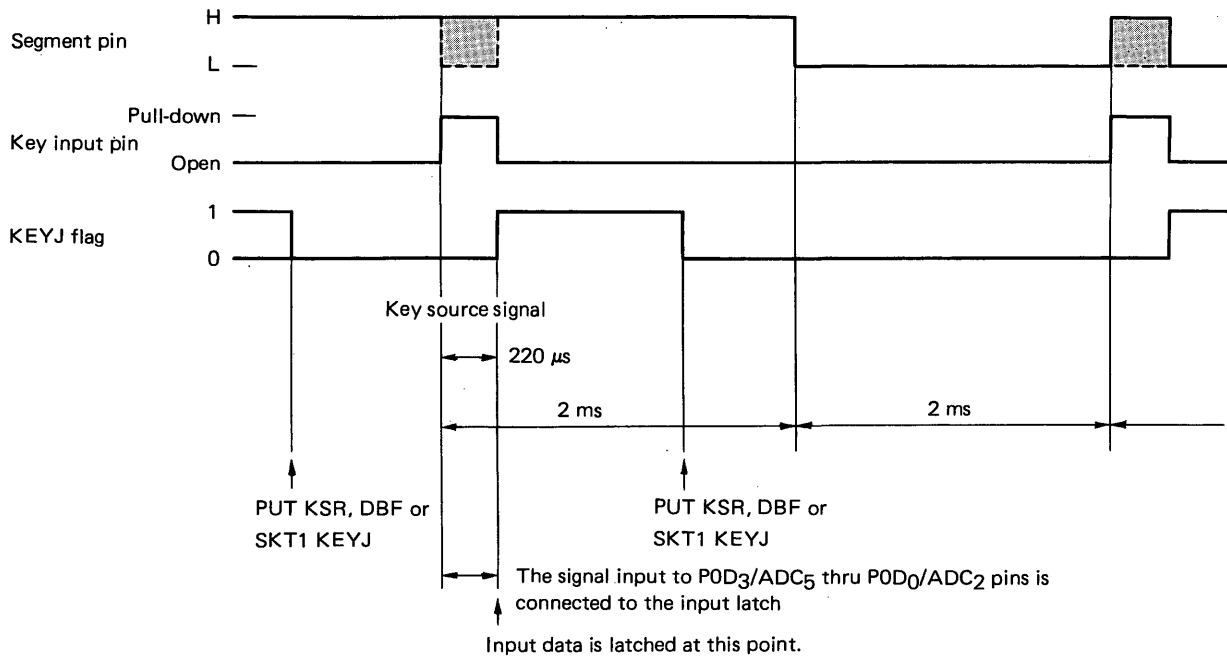 H
Segment pin
L
Pull-down
Key input pin
Open
1
KEYJ flag
0
Key source signal
220 μs
2 ms
2 ms
PUT KSR, DBF or
SKT1 KEYJ
PUT KSR, DBF or
SKT1 KEYJ
The signal input to P0D3/ADC5 thru P0D0/ADC2 pins is
connected to the input latch
Input data is latched at this point.